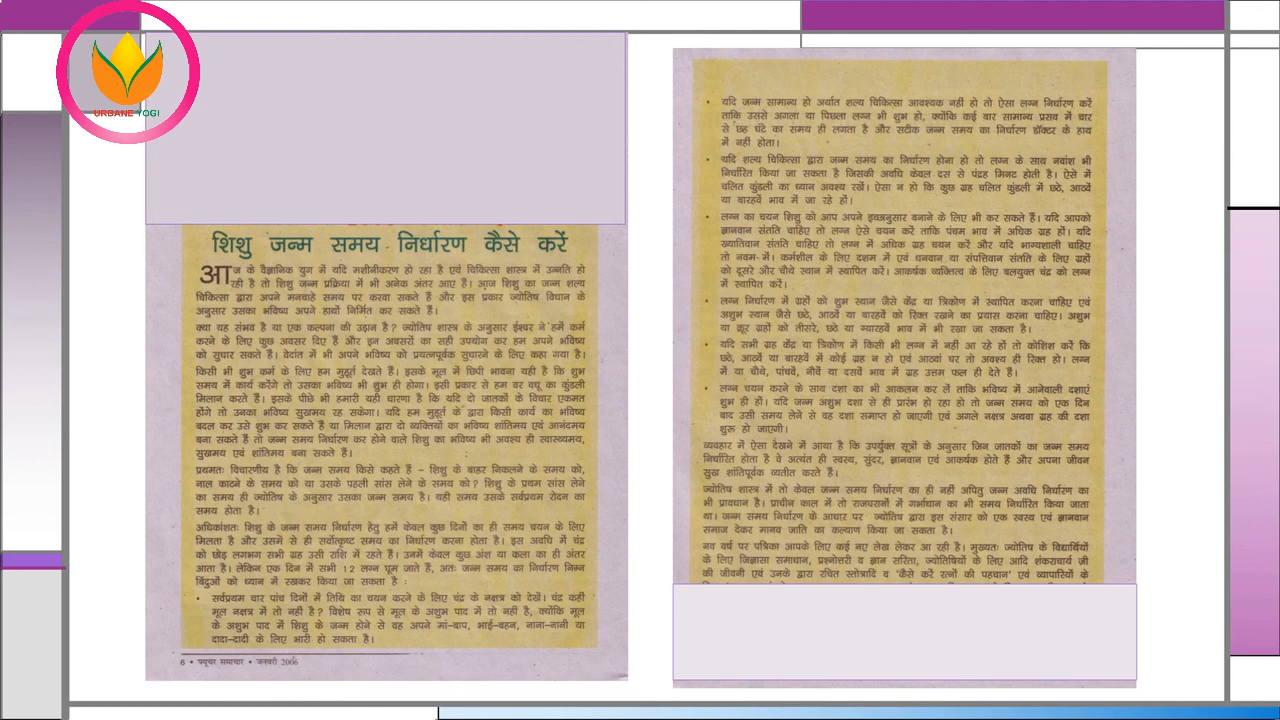 URBANE YOGI
शिशु जन्म समय निर्धारण कैसे करें
आज के वैज्ञानिक युग में यदि मशीनीकरण हो रहा है एवं चिकित्सा शास्त्र में उन्नति हो
रही है तो शिशु जन्म प्रक्रिया में भी अनेक अंतर आए हैं। आज शिशु का जन्म शल्य
चिकित्सा द्वारा अपने मनचाहे समय पर करवा सकते हैं और इस प्रकार ज्योतिष विधान के
अनुसार उसका भविष्य अपने हाथों निर्मित कर सकते हैं।
क्या यह संभव है या एक कल्पना की उड़ान है? ज्योतिष शास्त्र के अनुसार ईश्वर ने हमें कर्म
करने के लिए कुछ अवसर दिए हैं और इन अवसरों का सही उपयोग कर हम अपने भविष्य
को सुधार सकते हैं। वेदांत में भी अपने भविष्य को प्रयत्नपूर्वक सुधारने के लिए कहा गया है।
किसी भी शुभ कर्म के लिए हम मुहूर्त देखते हैं। इसके मूल में छिपी भावना यही है कि शुभ
समय में कार्य करेंगे तो उसका भविष्य भी शुभ ही होगा। इसी प्रकार से हम वर वधू का कुंडली
मिलान करते हैं। इसके पीछे भी हमारी यही धारणा है कि यदि दो जातकों के विचार एकमत
होंगे तो उनका भविष्य सुखमय रह सकेगा। यदि हम मुहूर्त के द्वारा किसी कार्य का भविष्य
बदल कर उसे शुभ कर सकते हैं या मिलान द्वारा दो व्यक्तियों का भविष्य शांतिमय एवं आनंदमय
बना सकते हैं तो जन्म समय निर्धारण कर होने वाले शिशु का भविष्य भी अवश्य ही स्वास्थ्यमय,
सुखमय एवं शांतिमय बना सकते हैं।
प्रथमतः विचारणीय है कि जन्म समय किसे कहते हैं – शिशु के बाहर निकलने के समय को,
नाल काटने के समय को या उसके पहली सांस लेने के समय को? शिशु के प्रथम सांस लेने
का समय ही ज्योतिष के अनुसार उसका जन्म समय है। यही समय उसके सर्वप्रथम रोदन का
समय होता है।
अधिकांशतः शिशु के जन्म समय निर्धारण हेतु हमें केवल कुछ दिनों का ही समय चयन के लिए
मिलता है और उसमें से ही सर्वोत्कृष्ट समय का निर्धारण करना होता है। इस अवधि में चंद्र
को छोड़ लगभग सभी ग्रह उसी राशि में रहते हैं। उनमें केवल कुछ अंश या कला का ही अंतर
आता है। लेकिन एक दिन में सभी 12 लग्न घूम जाते हैं, अतः जन्म समय का निर्धारण निम्न
बिंदुओं को ध्यान में रखकर किया जा सकता है :
• सर्वप्रथम चार पांच दिनों में तिथि का चयन करने के लिए चंद्र के नक्षत्र को देखें। चंद्र कहीं
मूल नक्षत्र में तो नहीं है? विशेष रूप से मूल के अशुभ पाद में तो नहीं है, क्योंकि मूल
के अशुभ पाद में शिशु के जन्म होने से वह अपने मां–बाप, भाई–बहन, नाना–नानी या
दादा–दादी के लिए भारी हो सकता है।
6 • फ्यूचर समाचार • जनवरी 2006
• यदि जन्म सामान्य हो अर्थात शल्य चिकित्सा आवश्यक नहीं हो तो ऐसा लग्न निर्धारण करें
ताकि उससे अगला या पिछला लग्न भी शुभ हो, क्योंकि कई बार सामान्य प्रसव में चार
से छह घंटे का समय ही लगता है और सटीक जन्म समय का निर्धारण डॉक्टर के हाथ
में नहीं होता।
• यदि शल्य चिकित्सा द्वारा जन्म समय का निर्धारण होना हो तो लग्न के साथ नवांश भी
निर्धारित किया जा सकता है जिसकी अवधि केवल दस से पंद्रह मिनट होती है। ऐसे में
चलित कुंडली का ध्यान अवश्य रखें। ऐसा न हो कि कुछ ग्रह चलित कुंडली में छठे, आठवें
या बारहवें भाव में जा रहे हों।
• लग्न का चयन शिशु को आप अपने इच्छानुसार बनाने के लिए भी कर सकते हैं। यदि आपको
ज्ञानवान संतति चाहिए तो लग्न ऐसे चयन करें ताकि पंचम भाव में अधिक ग्रह हों। यदि
ख्यातिवान संतति चाहिए तो लग्न में अधिक ग्रह चयन करें और यदि भाग्यशाली चाहिए
तो नवम में। कर्मशील के लिए दशम में एवं धनवान या संपत्तिवान संतति के लिए ग्रहों
को दूसरे और चौथे स्थान में स्थापित करें। आकर्षक व्यक्तित्व के लिए बलयुक्त चंद्र को लग्न
में स्थापित करें।
• लग्न निर्धारण में ग्रहों को शुभ स्थान जैसे केंद्र या त्रिकोण में स्थापित करना चाहिए एवं
अशुभ स्थान जैसे छठे, आठवें या बारहवें को रिक्त रखने का प्रयास करना चाहिए। अशुभ
या क्रूर ग्रहों को तीसरे, छठे या ग्यारहवें भाव में भी रखा जा सकता है।
• यदि सभी ग्रह केंद्र या त्रिकोण में किसी भी लग्न में नहीं आ रहे हों तो कोशिश करें कि
छठे, आठवें या बारहवें में कोई ग्रह न हो एवं आठवां घर तो अवश्य ही रिक्त हो। लग्न
में या चौथे, पांचवें, नौवें या दसवें भाव में ग्रह उत्तम फल ही देते हैं।
• लग्न चयन करने के साथ दशा का भी आकलन कर लें ताकि भविष्य में आनेवाली दशाएं
शुभ ही हों। यदि जन्म अशुभ दशा से ही प्रारंभ हो रहा हो तो जन्म समय को एक दिन
बाद उसी समय लेने से वह दशा समाप्त हो जाएगी एवं अगले नक्षत्र अथवा ग्रह की दशा
शुरू हो जाएगी।
व्यवहार में ऐसा देखने में आया है कि उपर्युक्त सूत्रों के अनुसार जिन जातकों का जन्म समय
निर्धारित होता है वे अत्यंत ही स्वस्थ, सुंदर, ज्ञानवान एवं आकर्षक होते हैं और अपना जीवन
सुख शांतिपूर्वक व्यतीत करते हैं।
ज्योतिष शास्त्र में तो केवल जन्म समय निर्धारण का ही नहीं अपितु जन्म अवधि निर्धारण का
भी प्रावधान है। प्राचीन काल में तो राजघरानों में गर्भाधान का भी समय निर्धारित किया जाता
था। जन्म समय निर्धारण के आधार पर ज्योतिष द्वारा इस संसार को एक स्वस्थ एवं ज्ञानवान
समाज देकर मानव जाति का कल्याण किया जा सकता है।
नव वर्ष पर पत्रिका आपके लिए कई नए लेख लेकर आ रही है। मुख्यतः ज्योतिष के विद्यार्थियों
के लिए जिज्ञासा समाधान, प्रश्नोत्तरी व ज्ञान सरिता, ज्योतिषियों के लिए आदि शंकराचार्य जी
की जीवनी एवं उनके द्वारा रचित स्तोत्रादि व 'कैसे करें रत्नों की पहचान' एवं व्यापारियों के